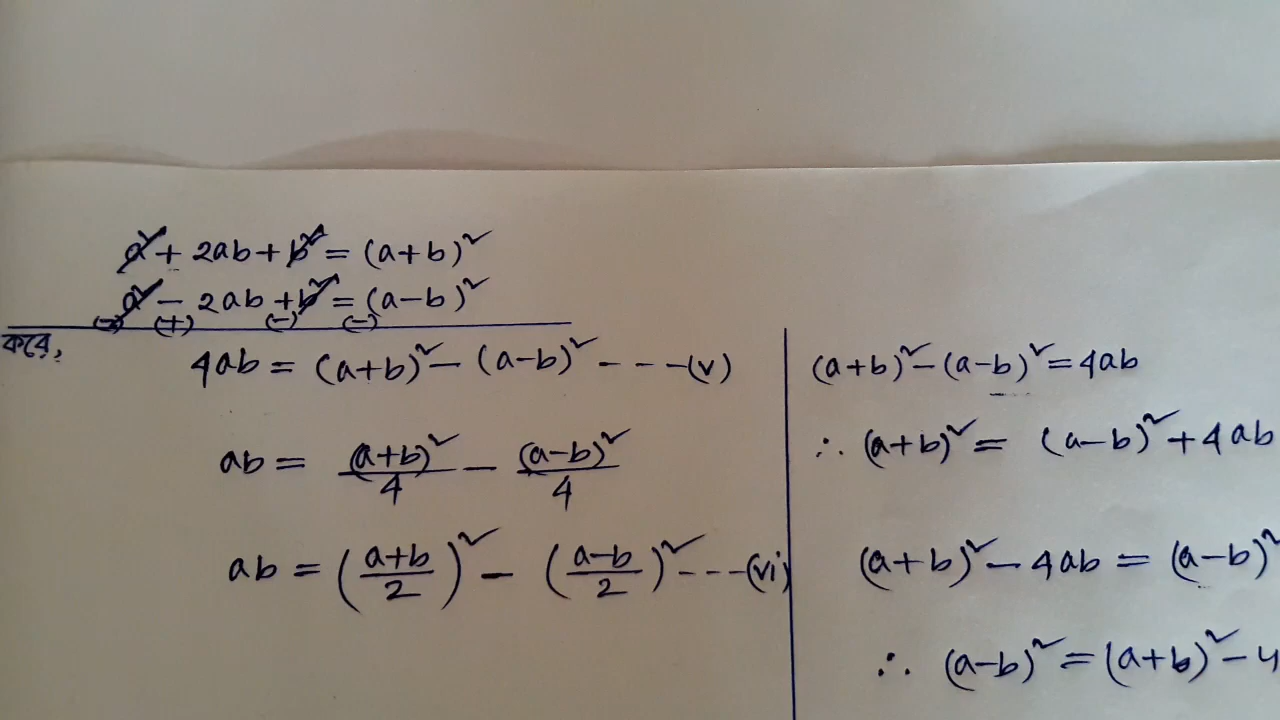 a² + 2ab + b² = (a+b)²
a² - 2ab + b² = (a-b)²
(-) (+) (-) (-)
করে,
4ab = (a+b)² - (a-b)² ----(v)
ab = (a+b)²/4 - (a-b)²/4
ab = ((a+b)/2)² - ((a-b)/2)² ---(vi)
(a+b)² - (a-b)² = 4ab
∴ (a+b)² = (a-b)² + 4ab
(a+b)² - 4ab = (a-b)²
∴ (a-b)² = (a+b)² - 4